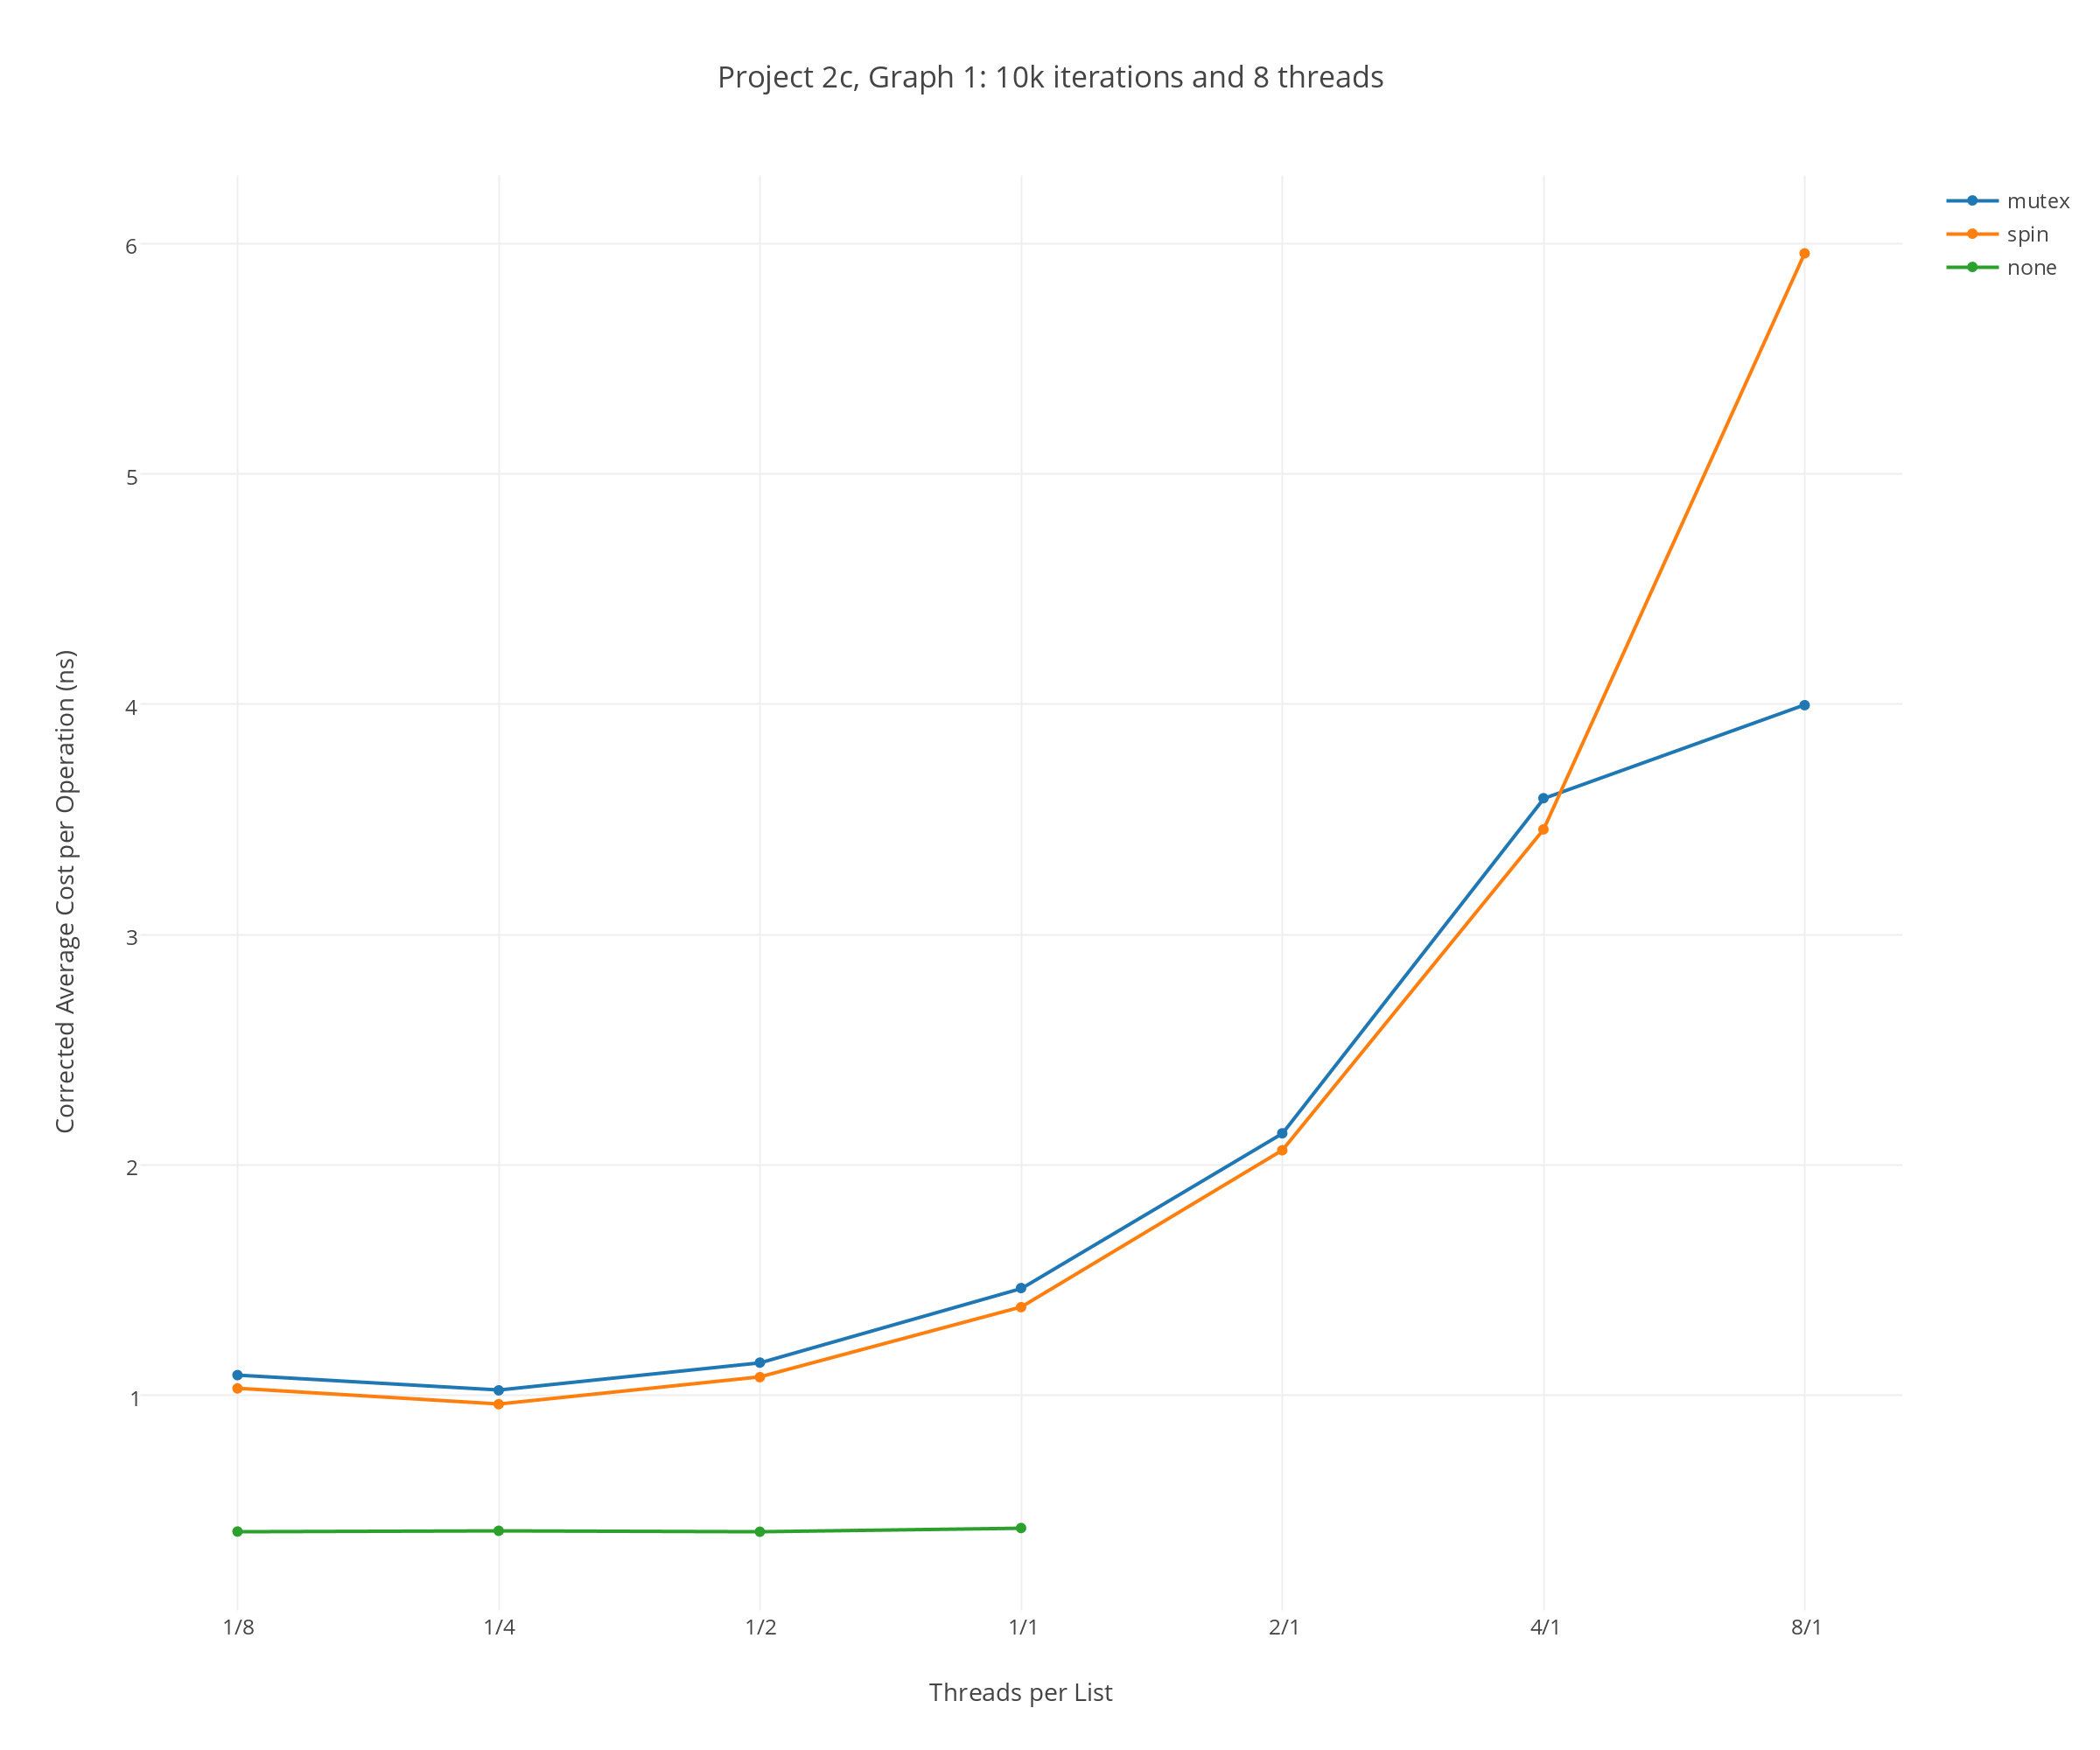 Project 2c, Graph 1: 10k iterations and 8 threads
mutex
spin
none
6
5
4
3
2
1
Corrected Average Cost per Operation (ns)
1/8
1/4
1/2
1/1
2/1
4/1
8/1
Threads per List